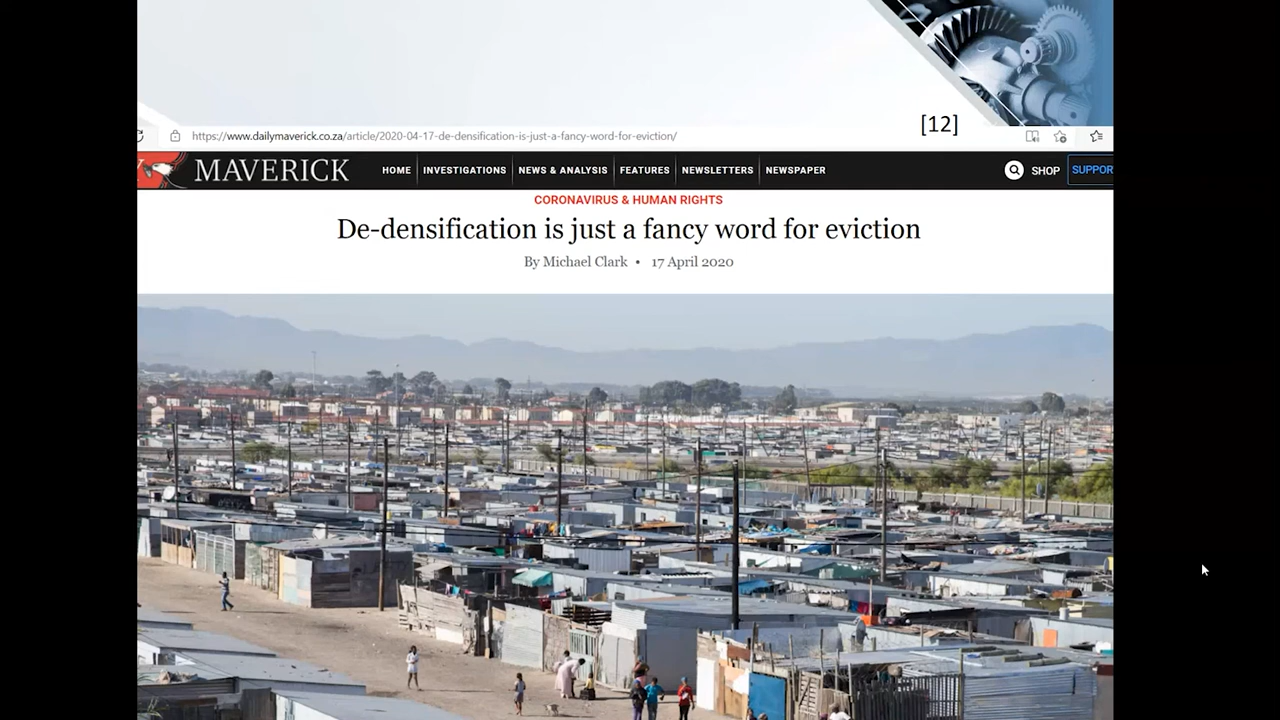 [12]
https://www.dailymaverick.co.za/article/2020-04-17-de-densification-is-just-a-fancy-word-for-eviction/
MAVERICK HOME INVESTIGATIONS NEWS & ANALYSIS FEATURES NEWSLETTERS NEWSPAPER SHOP SUPPOR
CORONAVIRUS & HUMAN RIGHTS
De-densification is just a fancy word for eviction
By Michael Clark • 17 April 2020